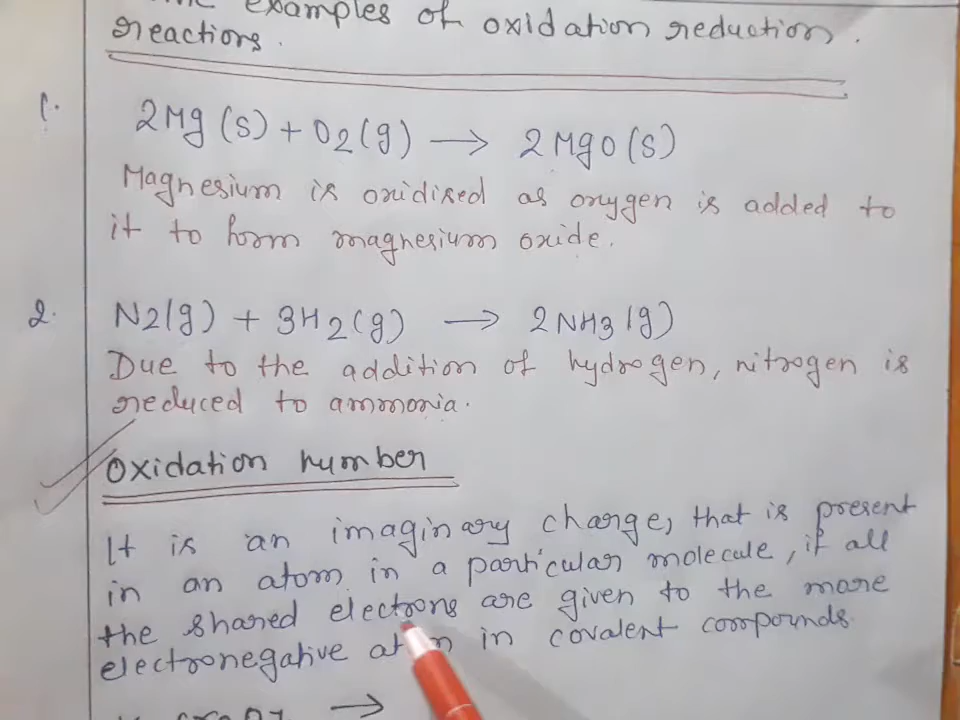 examples of oxidation reduction
reactions.
1.
2Mg (s) + O2(g) → 2MgO(s)
Magnesium is oxidised as oxygen is added to
it to form magnesium oxide.
2.
N2(g) + 3H2(g) → 2NH3(g)
Due to the addition of hydrogen, nitrogen is
reduced to ammonia.
Oxidation number
It is an imaginary charge, that is present
in an atom in a particular molecule, if all
the shared electrons are given to the more
electronegative in covalent compounds.
→